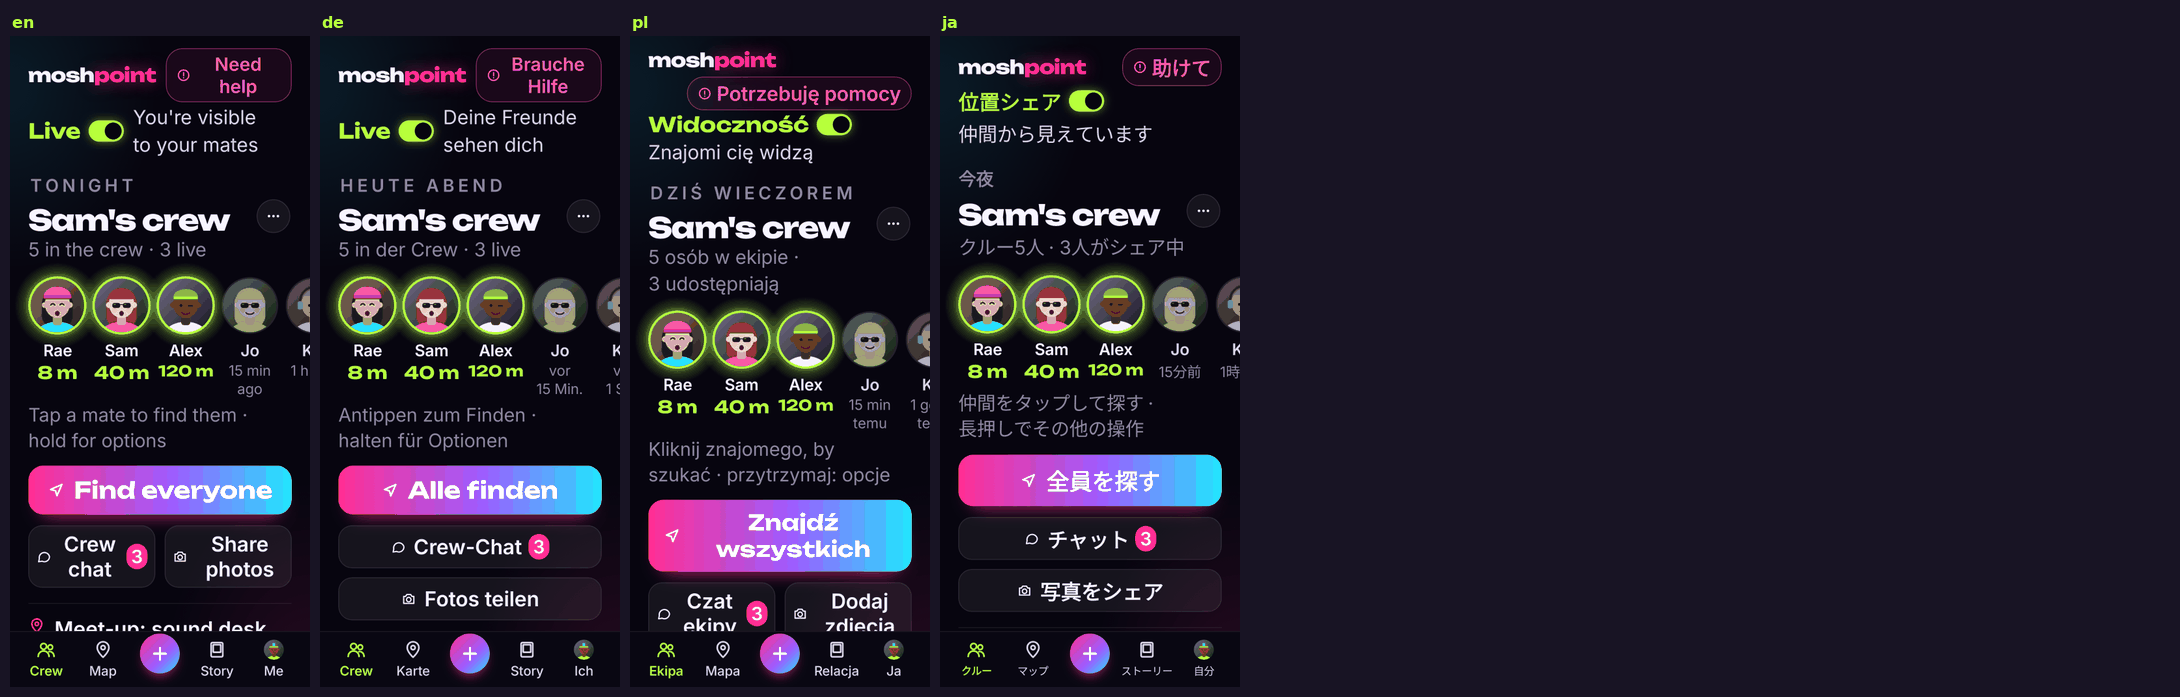 en
moshpoint
Need
help
Live
You're visible
to your mates
TONIGHT
Sam's crew
5 in the crew · 3 live
Rae
Sam
Alex
Jo
8 m
40 m
120 m
15 min
ago
1 h
Tap a mate to find them ·
hold for options
Find everyone
Crew
chat
3
Share
photos
Meet-up: sound desk
Crew
Map
Story
Me
de
moshpoint
Brauche
Hilfe
Live
Deine Freunde
sehen dich
HEUTE ABEND
Sam's crew
5 in der Crew · 3 live
Rae
Sam
Alex
Jo
8 m
40 m
120 m
vor
15 Min.
Antippen zum Finden ·
halten für Optionen
Alle finden
Crew-Chat 3
Fotos teilen
Crew
Karte
Story
Ich
pl
moshpoint
Potrzebuję pomocy
Widoczność
Znajomi cię widzą
DZIŚ WIECZOREM
Sam's crew
5 osób w ekipie ·
3 udostępniają
Rae
Sam
Alex
Jo
8 m
40 m
120 m
15 min
temu
Kliknij znajomego, by
szukać · przytrzymaj: opcje
Znajdź
wszystkich
Czat
ekipy
3
Dodaj
zdjęcia
Ekipa
Mapa
Relacja
Ja
ja
moshpoint
助けて
位置シェア
仲間から見えています
今夜
Sam's crew
クルー5人 · 3人がシェア中
Rae
Sam
Alex
Jo
8 m
40 m
120 m
15分前
仲間をタップして探す ·
長押しでその他の操作
全員を探す
チャット 3
写真をシェア
クルー
マップ
ストーリー
自分